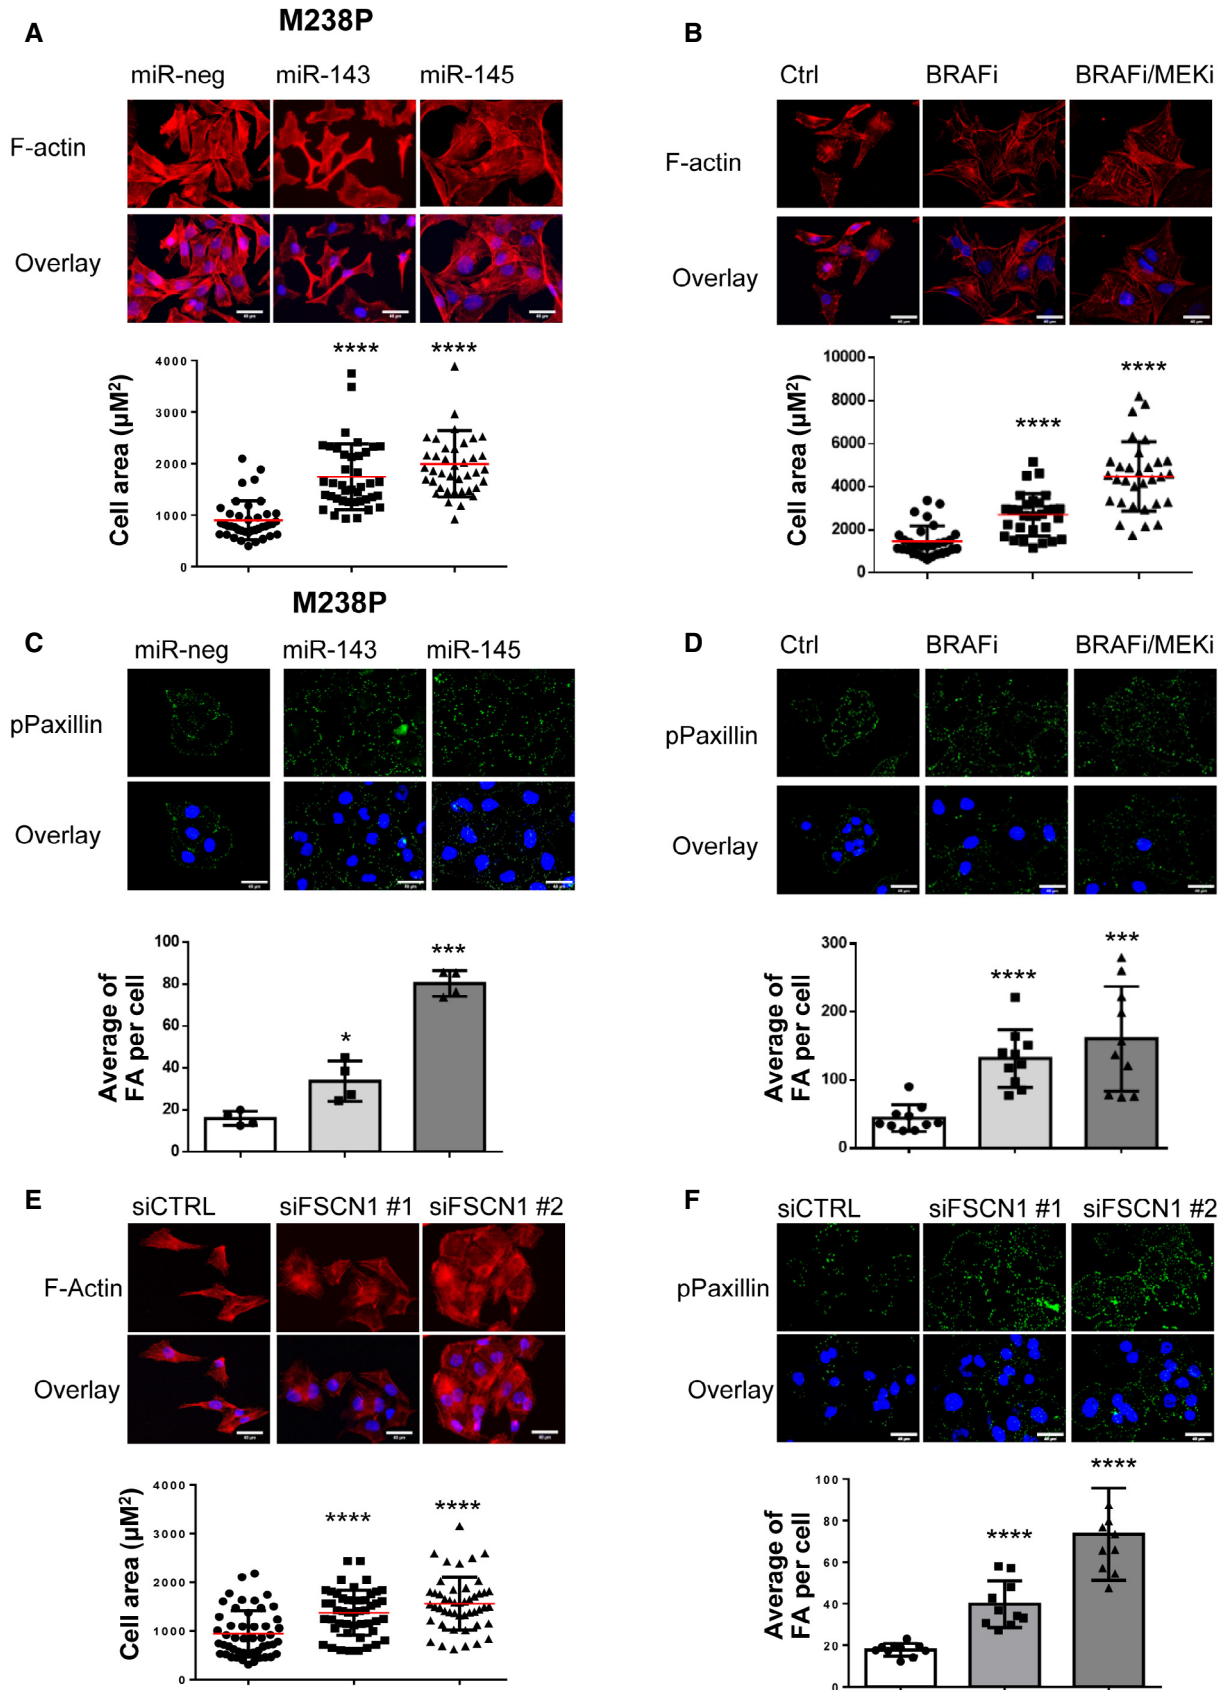 M238P
A
miR-neg miR-143 miR-145
F-actin
Overlay
**** ****
Cell area (µM²)
4000
3000
2000
1000
0
B
Ctrl BRAFi BRAFi/MEKi
F-actin
Overlay
**** ****
Cell area (µM²)
10000
8000
6000
4000
2000
0
M238P
C
miR-neg miR-143 miR-145
pPaxillin
Overlay
* ***
Average of
FA per cell
100
80
60
40
20
0
D
Ctrl BRAFi BRAFi/MEKi
pPaxillin
Overlay
**** ***
Average of
FA per cell
300
200
100
0
E
siCTRL siFSCN1 #1 siFSCN1 #2
F-Actin
Overlay
**** ****
Cell area (µM²)
4000
3000
2000
1000
0
F
siCTRL siFSCN1 #1 siFSCN1 #2
pPaxillin
Overlay
**** ****
Average of
FA per cell
100
80
60
40
20
0